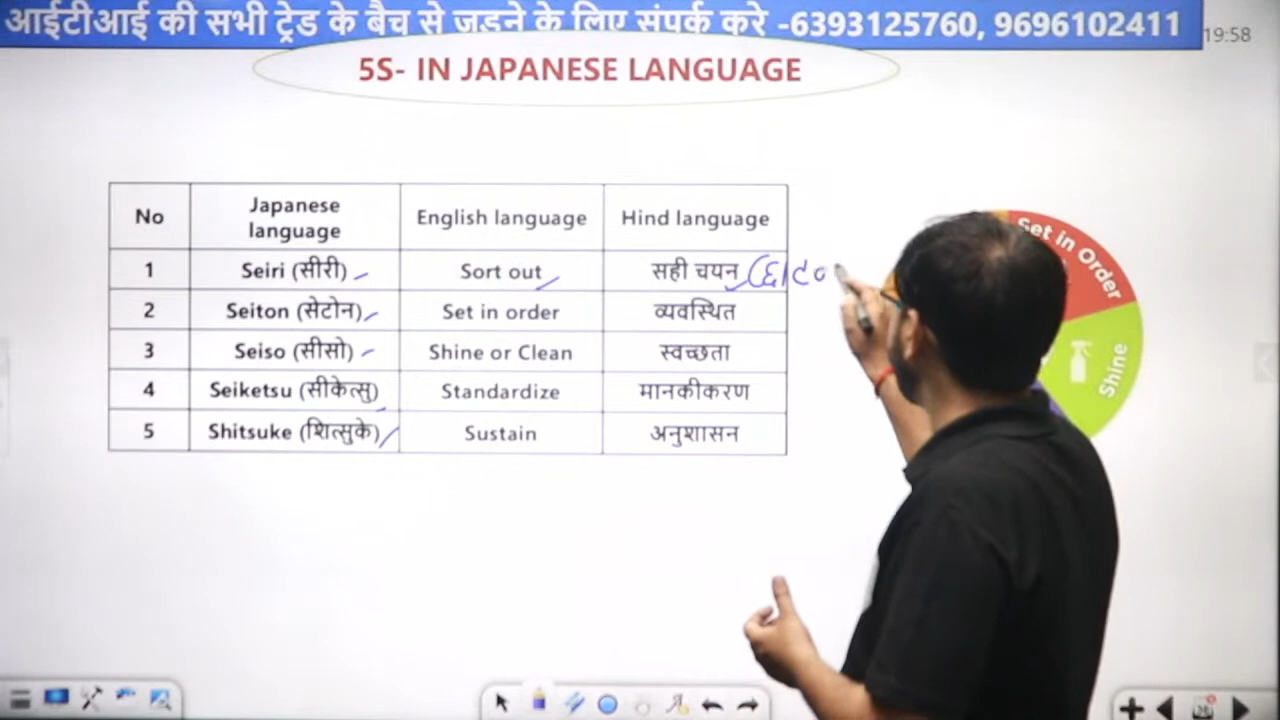 आईटीआई की सभी ट्रेड के बैच से जुड़ने के लिए संपर्क करे -6393125760, 9696102411
19:58
5S- IN JAPANESE LANGUAGE
No Japanese language English language Hind language
1 Seiri (सीरी) Sort out सही चयन
2 Seiton (सेटोन) Set in order व्यवस्थित
3 Seiso (सीसो) Shine or Clean स्वच्छता
4 Seiketsu (सीकेत्सु) Standardize मानकीकरण
5 Shitsuke (शित्सुके) Sustain अनुशासन
Set in Order
Shine